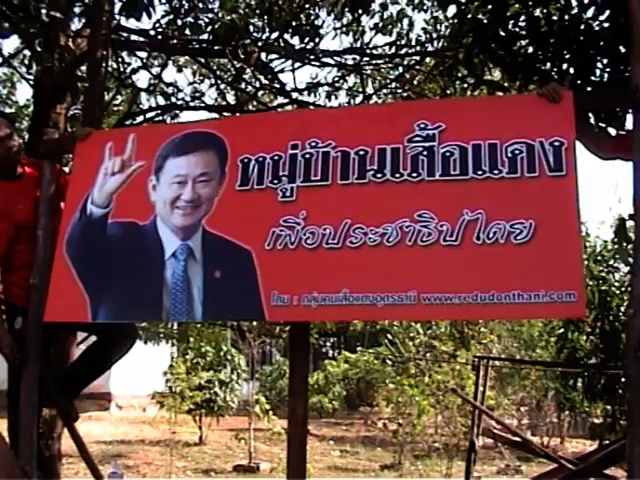 หมู่บ้านเสื้อแดง
เพื่อประชาธิปไตย
โดย : กลุ่มคนเสื้อแดงอุดรธานี www.redudonthani.com